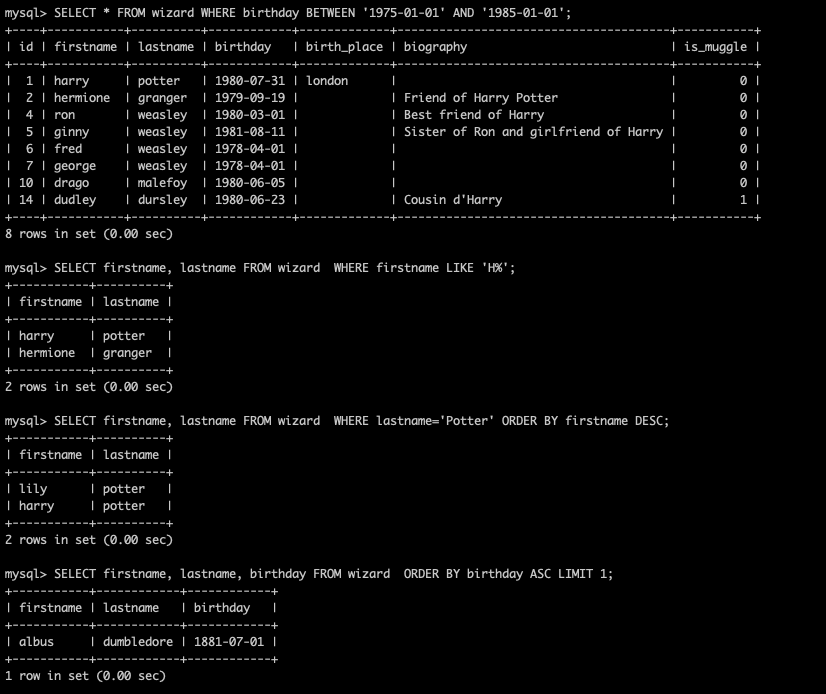 mysql> SELECT * FROM wizard WHERE birthday BETWEEN '1975-01-01' AND '1985-01-01';
+----+-----------+----------+------------+-------------+-----------------------------------+-----------+
| id | firstname | lastname | birthday   | birth_place | biography                         | is_muggle |
+----+-----------+----------+------------+-------------+-----------------------------------+-----------+
|  1 | harry     | potter   | 1980-07-31 | london      |                                   |         0 |
|  2 | hermione  | granger  | 1979-09-19 |             | Friend of Harry Potter            |         0 |
|  4 | ron       | weasley  | 1980-03-01 |             | Best friend of Harry              |         0 |
|  5 | ginny     | weasley  | 1981-08-11 |             | Sister of Ron and girlfriend of Harry |         0 |
|  6 | fred      | weasley  | 1978-04-01 |             |                                   |         0 |
|  7 | george    | weasley  | 1978-04-01 |             |                                   |         0 |
| 10 | drago     | malefoy  | 1980-06-05 |             |                                   |         0 |
| 14 | dudley    | dursley  | 1980-06-23 |             | Cousin d'Harry                    |         1 |
+----+-----------+----------+------------+-------------+-----------------------------------+-----------+
8 rows in set (0.00 sec)
mysql> SELECT firstname, lastname FROM wizard  WHERE firstname LIKE 'H%';
+-----------+----------+
| firstname | lastname |
+-----------+----------+
| harry     | potter   |
| hermione  | granger  |
+-----------+----------+
2 rows in set (0.00 sec)
mysql> SELECT firstname, lastname FROM wizard  WHERE lastname='Potter' ORDER BY firstname DESC;
+-----------+----------+
| firstname | lastname |
+-----------+----------+
| lily      | potter   |
| harry     | potter   |
+-----------+----------+
2 rows in set (0.00 sec)
mysql> SELECT firstname, lastname, birthday FROM wizard  ORDER BY birthday ASC LIMIT 1;
+-----------+------------+------------+
| firstname | lastname   | birthday   |
+-----------+------------+------------+
| albus     | dumbledore | 1881-07-01 |
+-----------+------------+------------+
1 row in set (0.00 sec)